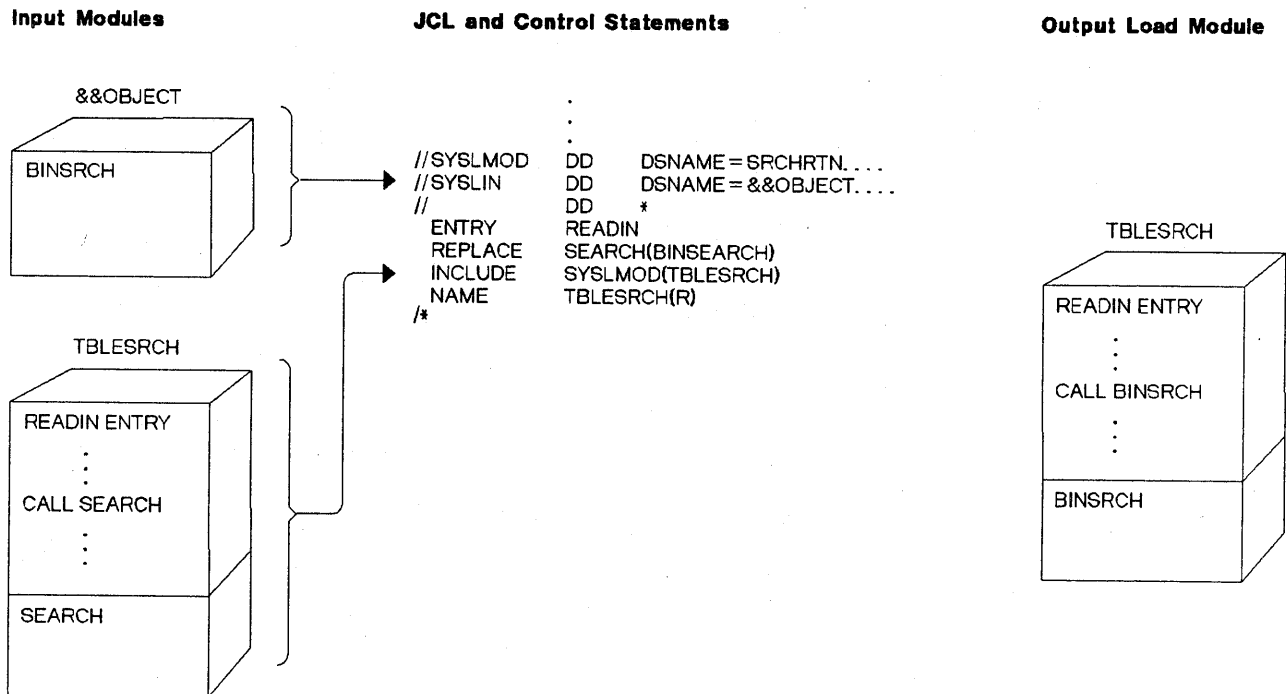 Input Modules
JCL and Control Statements
Output Load Module
&&OBJECT
BINSRCH
TBLESRCH
READIN ENTRY
.
.
.
CALL SEARCH
.
.
.
SEARCH
.
.
.
//SYSLMOD DD DSNAME=SRCHRTN....
//SYSLIN DD DSNAME=&&OBJECT....
// DD *
ENTRY READIN
REPLACE SEARCH(BINSEARCH)
INCLUDE SYSLMOD(TBLESRCH)
NAME TBLESRCH(R)
/*
TBLESRCH
READIN ENTRY
.
.
.
CALL BINSRCH
.
.
.
BINSRCH